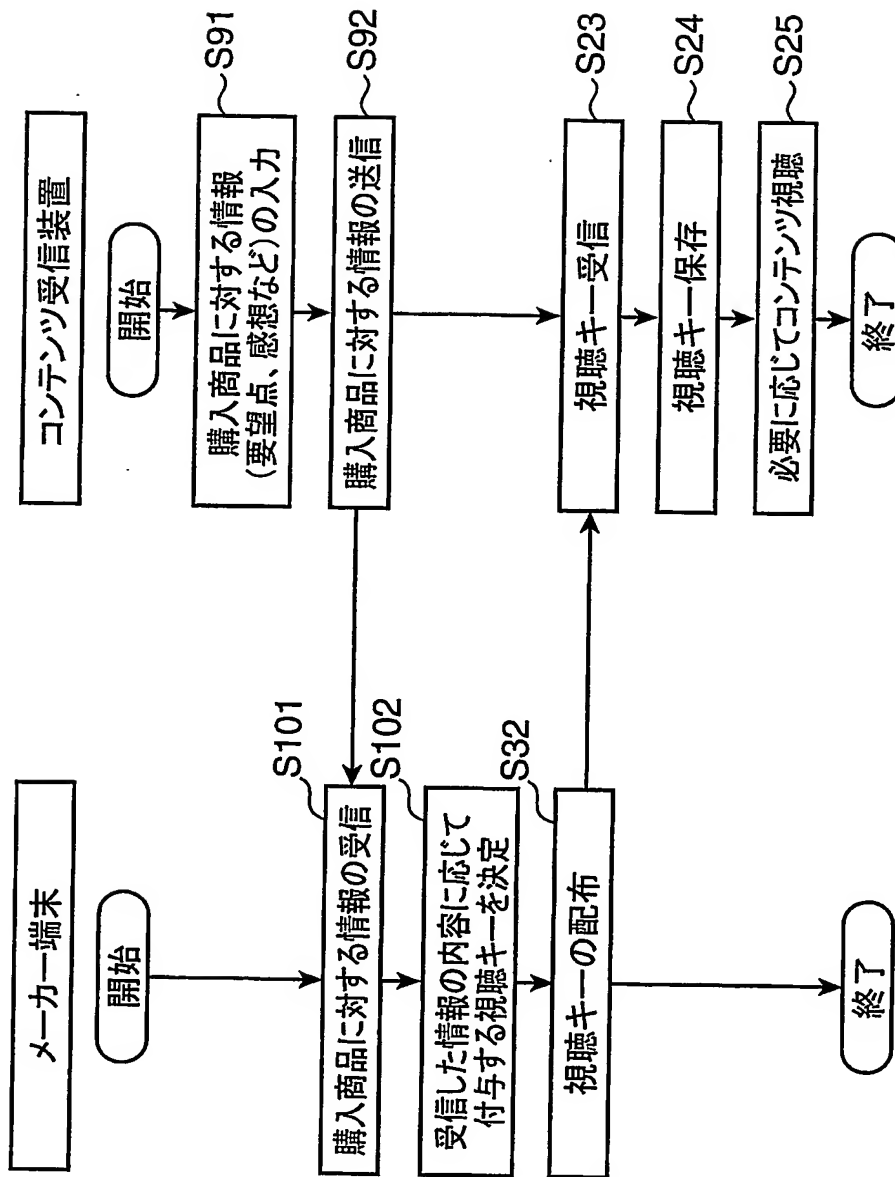 メーカー端末
開始
購入商品に対する情報の受信
S101
受信した情報の内容に応じて
付与する視聴キーを決定
S102
視聴キーの配布
S32
終了
コンテンツ受信装置
開始
購入商品に対する情報
(要望点、感想など)の入力
S91
購入商品に対する情報の送信
S92
視聴キー受信
S23
視聴キー保存
S24
必要に応じてコンテンツ視聴
S25
終了